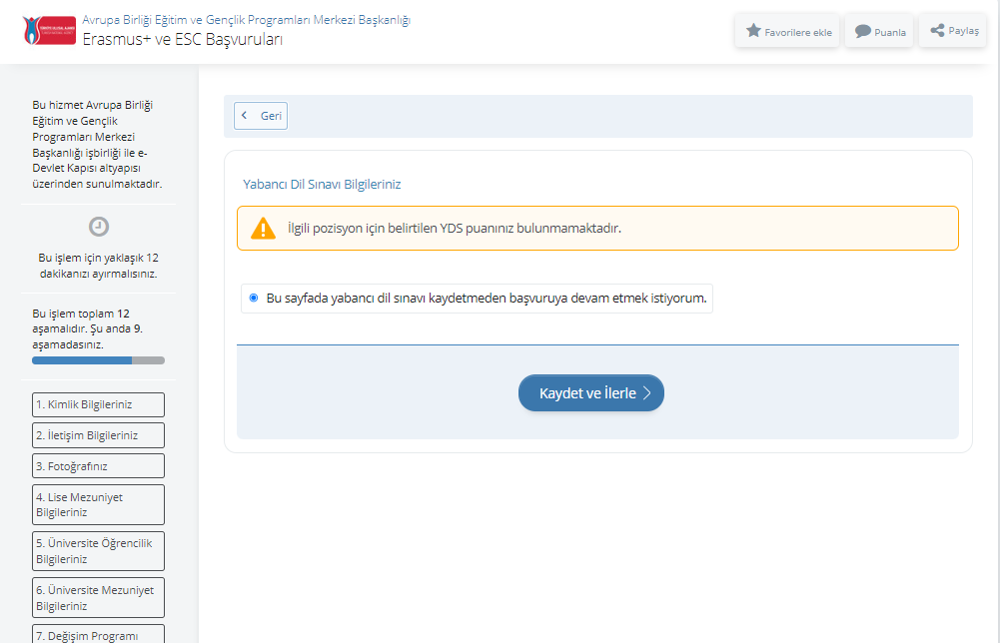 Avrupa Birliği Eğitim ve Gençlik Programları Merkezi Başkanlığı
Erasmus+ ve ESC Başvuruları
Favorilere ekle
Puanla
Paylaş
Bu hizmet Avrupa Birliği
Eğitim ve Gençlik
Programları Merkezi
Başkanlığı işbirliği ile e-
Devlet Kapısı altyapısı
üzerinden sunulmaktadır.
Bu işlem için yaklaşık 12
dakikanızı ayırmalısınız.
Bu işlem toplam 12
aşamalıdır. Şu anda 9.
aşamadasınız.
1. Kimlik Bilgileriniz
2. İletişim Bilgileriniz
3. Fotoğrafınız
4. Lise Mezuniyet
Bilgileriniz
5. Üniversite Öğrencilik
Bilgileriniz
6. Üniversite Mezuniyet
Bilgileriniz
7. Değişim Programı
Geri
Yabancı Dil Sınavı Bilgileriniz
İlgili pozisyon için belirtilen YDS puanınız bulunmamaktadır.
Bu sayfada yabancı dil sınavı kaydetmeden başvuruya devam etmek istiyorum.
Kaydet ve İlerle